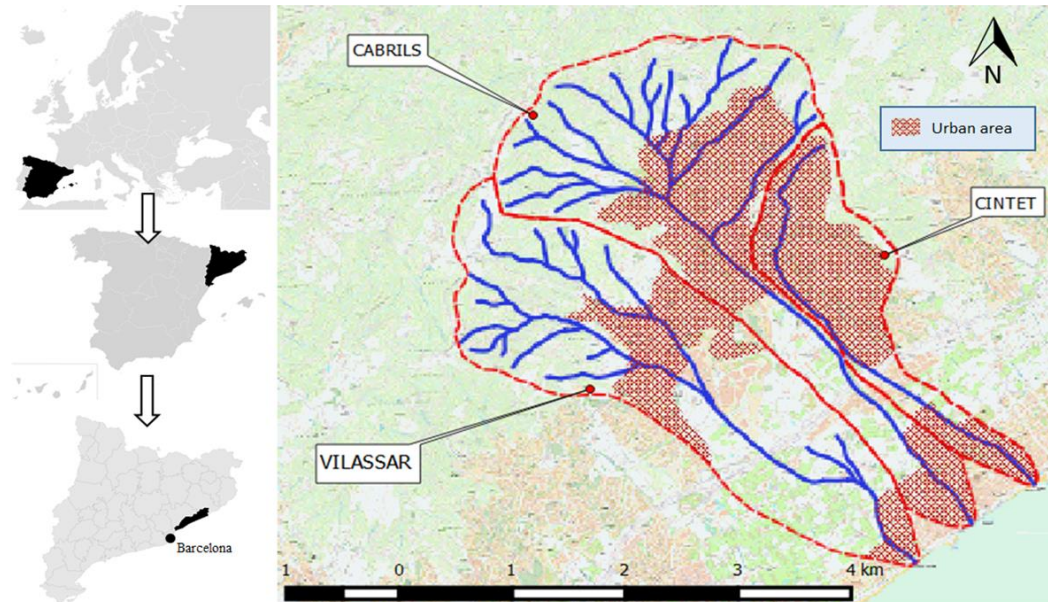 CABRILS
N
Urban area
CINTET
VILASSAR
Barcelona
1 0 1 2 3 4 km